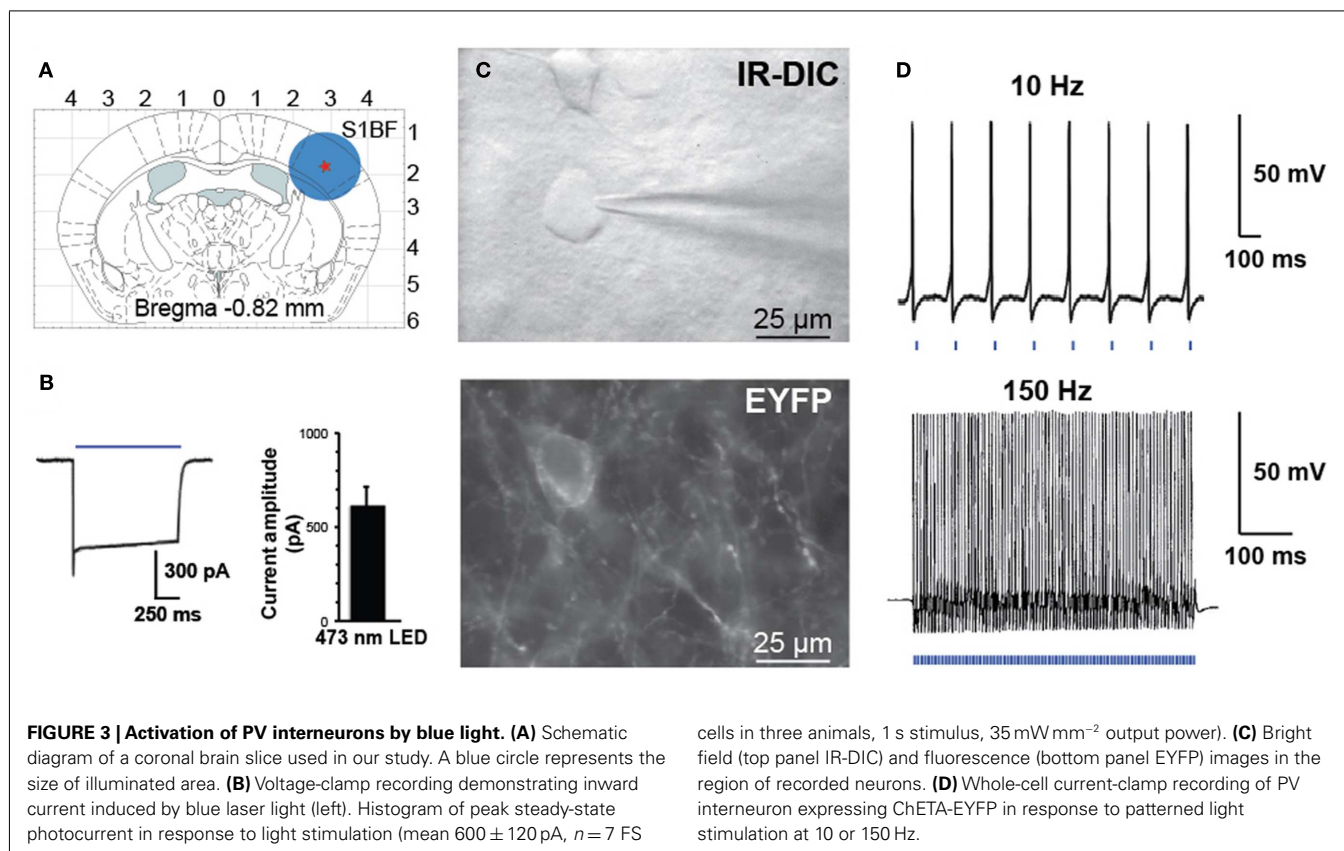 A
4 3 2 1 0 1 2 3 4
S1BF
1
2
3
4
5
6
Bregma -0.82 mm
B
300 pA
250 ms
Current amplitude
(pA)
1000
500
0
473 nm LED
C
IR-DIC
25 µm
EYFP
25 µm
D
10 Hz
50 mV
100 ms
150 Hz
50 mV
100 ms
FIGURE 3 | Activation of PV interneurons by blue light. (A) Schematic
diagram of a coronal brain slice used in our study. A blue circle represents the
size of illuminated area. (B) Voltage-clamp recording demonstrating inward
current induced by blue laser light (left). Histogram of peak steady-state
photocurrent in response to light stimulation (mean 600 ± 120 pA, n = 7 FS
cells in three animals, 1 s stimulus, 35 mW mm⁻² output power). (C) Bright
field (top panel IR-DIC) and fluorescence (bottom panel EYFP) images in the
region of recorded neurons. (D) Whole-cell current-clamp recording of PV
interneuron expressing ChETA-EYFP in response to patterned light
stimulation at 10 or 150 Hz.